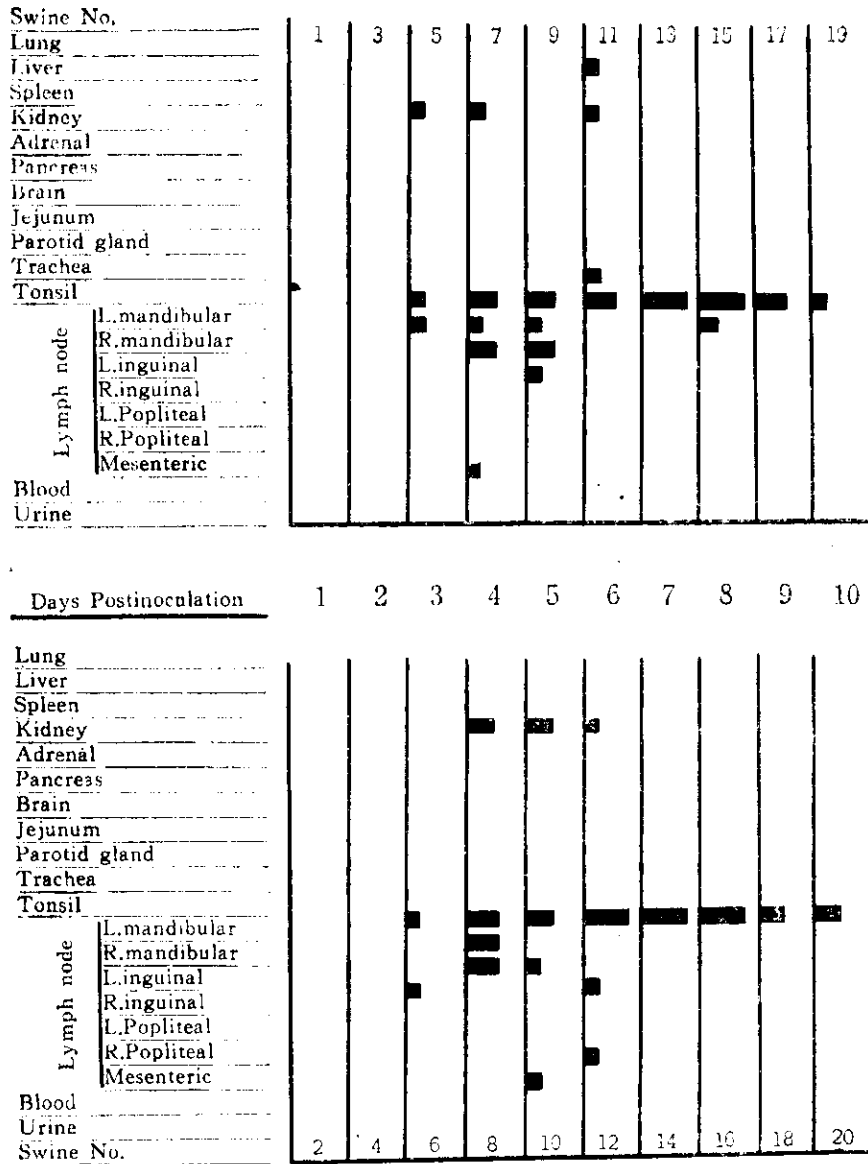 Swine No. 1 3 5 7 9 11 13 15 17 19
Lung
Liver
Spleen
Kidney
Adrenal
Pancreas
Brain
Jejunum
Parotid gland
Trachea
Tonsil
Lymph node
L.mandibular
R.mandibular
L.inguinal
R.inguinal
L.Popliteal
R.Popliteal
Mesenteric
Blood
Urine
Days Postinoculation 1 2 3 4 5 6 7 8 9 10
Lung
Liver
Spleen
Kidney
Adrenal
Pancreas
Brain
Jejunum
Parotid gland
Trachea
Tonsil
Lymph node
L.mandibular
R.mandibular
L.inguinal
R.inguinal
L.Popliteal
R.Popliteal
Mesenteric
Blood
Urine
Swine No. 2 4 6 8 10 12 14 16 18 20